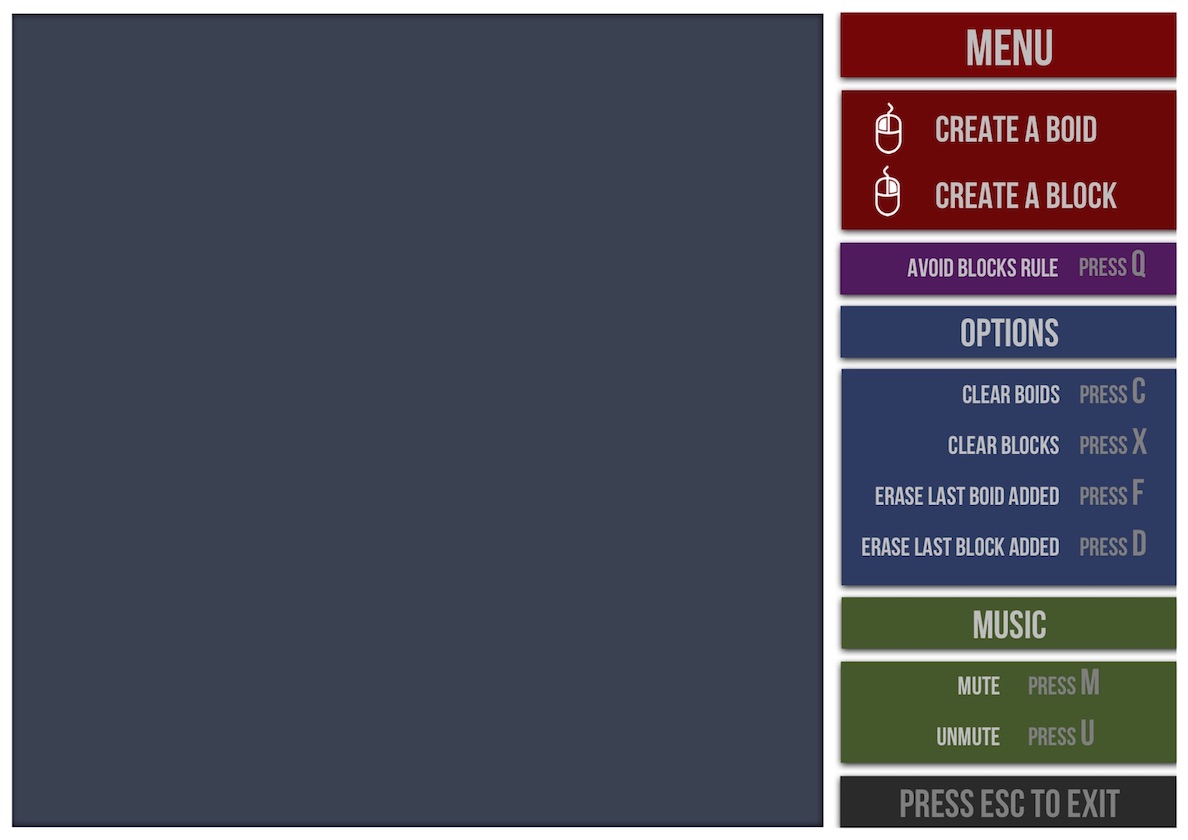 MENU
CREATE A BOID
CREATE A BLOCK
AVOID BLOCKS RULE PRESS Q
OPTIONS
CLEAR BOIDS PRESS C
CLEAR BLOCKS PRESS X
ERASE LAST BOID ADDED PRESS F
ERASE LAST BLOCK ADDED PRESS D
MUSIC
MUTE PRESS M
UNMUTE PRESS U
PRESS ESC TO EXIT